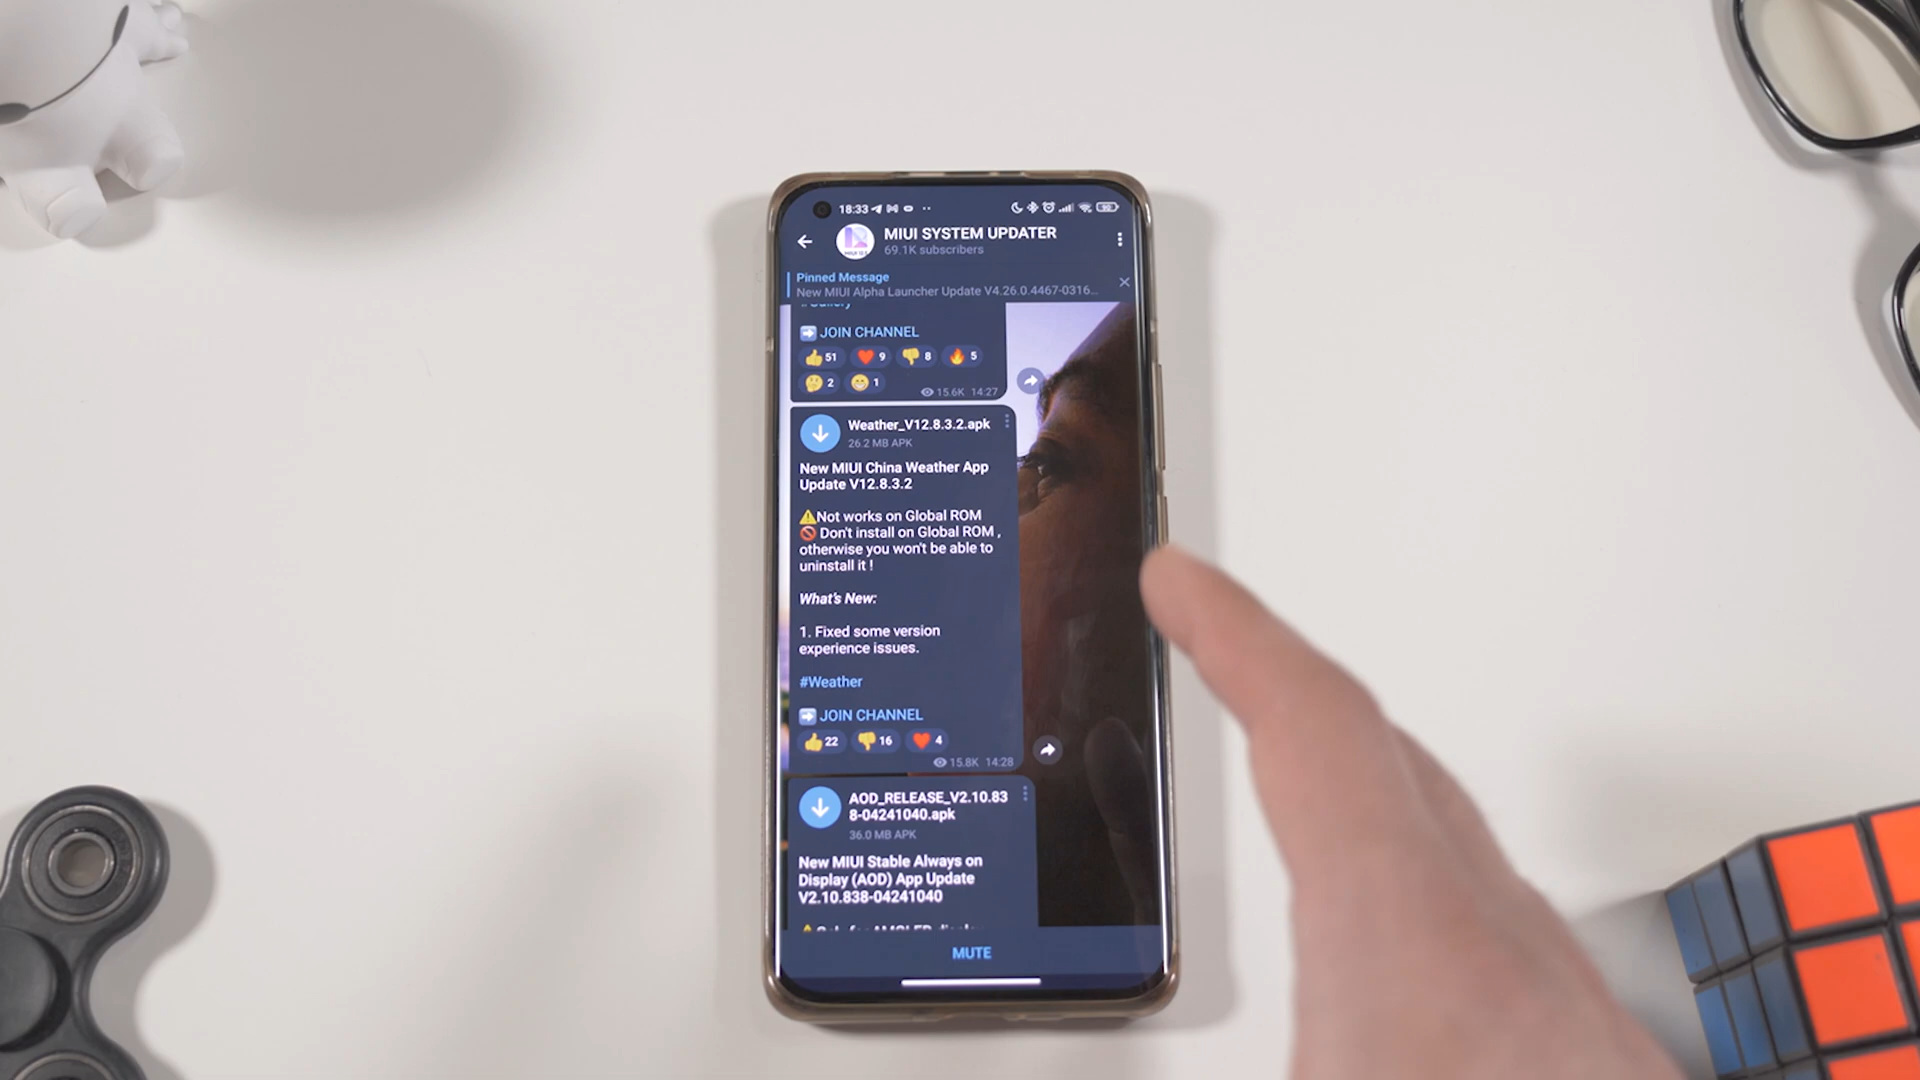 18:33
MIUI SYSTEM UPDATER
69.1K subscribers
Pinned Message
New MIUI Alpha Launcher Update V4.26.0.4467-0316...
➡️ JOIN CHANNEL
👍 51 ❤️ 9 👎 8 🔥 5
🤔 2 😁 1
15.6K 14:27
Weather_V12.8.3.2.apk
26.2 MB APK
New MIUI China Weather App
Update V12.8.3.2
⚠️Not works on Global ROM
🚫 Don't install on Global ROM ,
otherwise you won't be able to
uninstall it !
What's New:
1. Fixed some version
experience issues.
#Weather
➡️ JOIN CHANNEL
👍 22 👎 16 ❤️ 4
15.8K 14:28
AOD_RELEASE_V2.10.83
8-04241040.apk
36.0 MB APK
New MIUI Stable Always on
Display (AOD) App Update
V2.10.838-04241040
MUTE